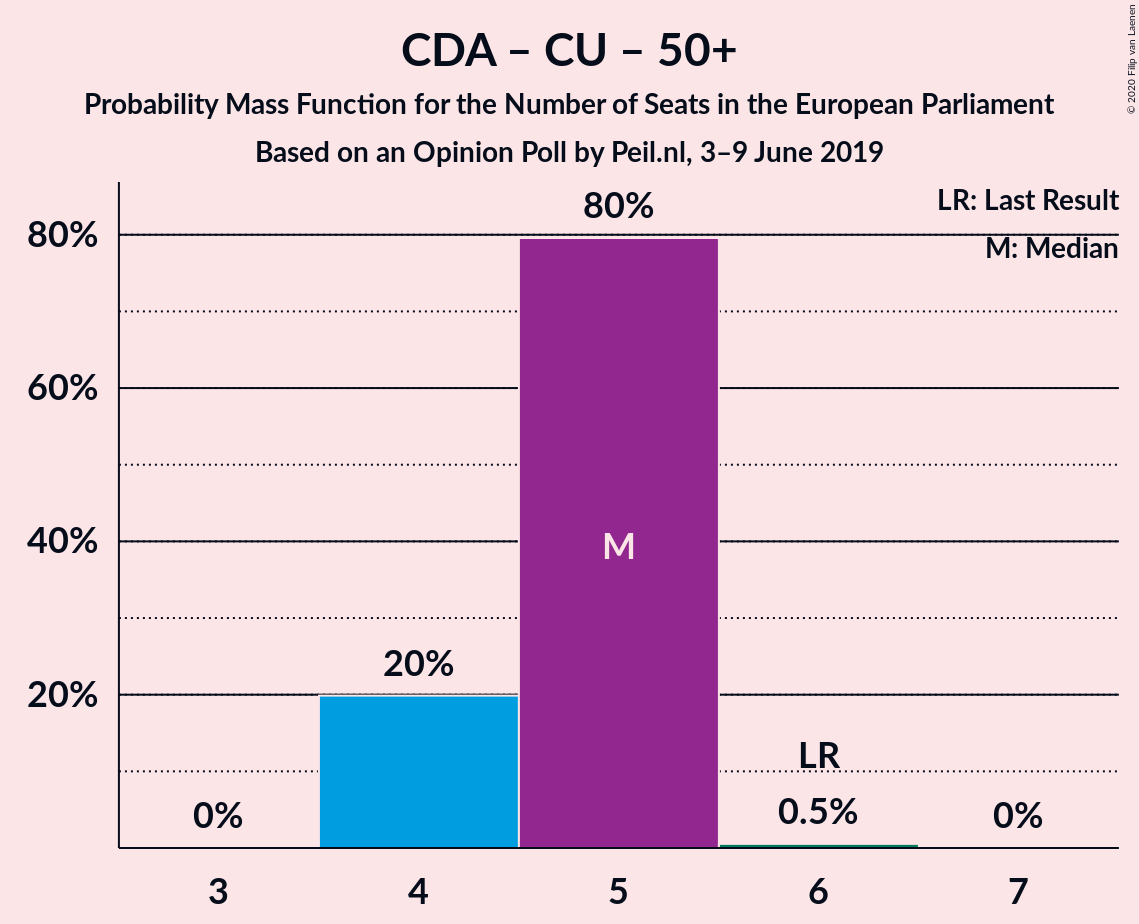 CDA – CU – 50+
Probability Mass Function for the Number of Seats in the European Parliament
Based on an Opinion Poll by Peil.nl, 3–9 June 2019
© 2020 Filip van Laenen
LR: Last Result
M: Median
80%
60%
40%
20%
0%
20%
80%
M
LR
0.5%
0%
3
4
5
6
7